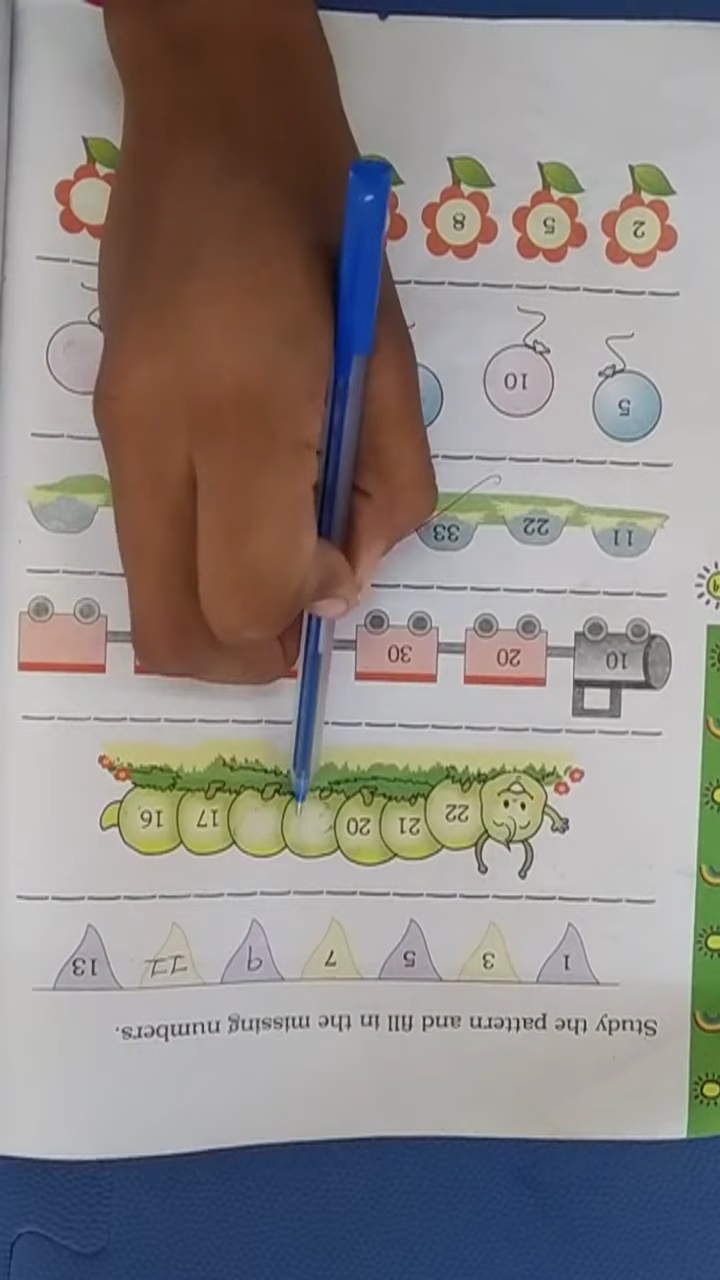 Study the pattern and fill in the missing numbers.
1 3 5 7 9 11 13
22 21 20 17 16
10 20 30
11 22 33
5 10
2 5 8